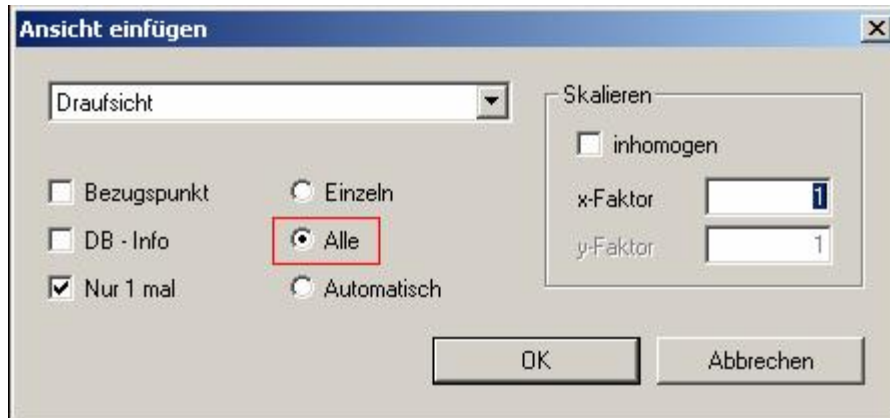 Ansicht einfügen
Draufsicht
Bezugspunkt
Einzeln
DB - Info
Alle
Nur 1 mal
Automatisch
Skalieren
inhomogen
x-Faktor 1
y-Faktor 1
OK
Abbrechen